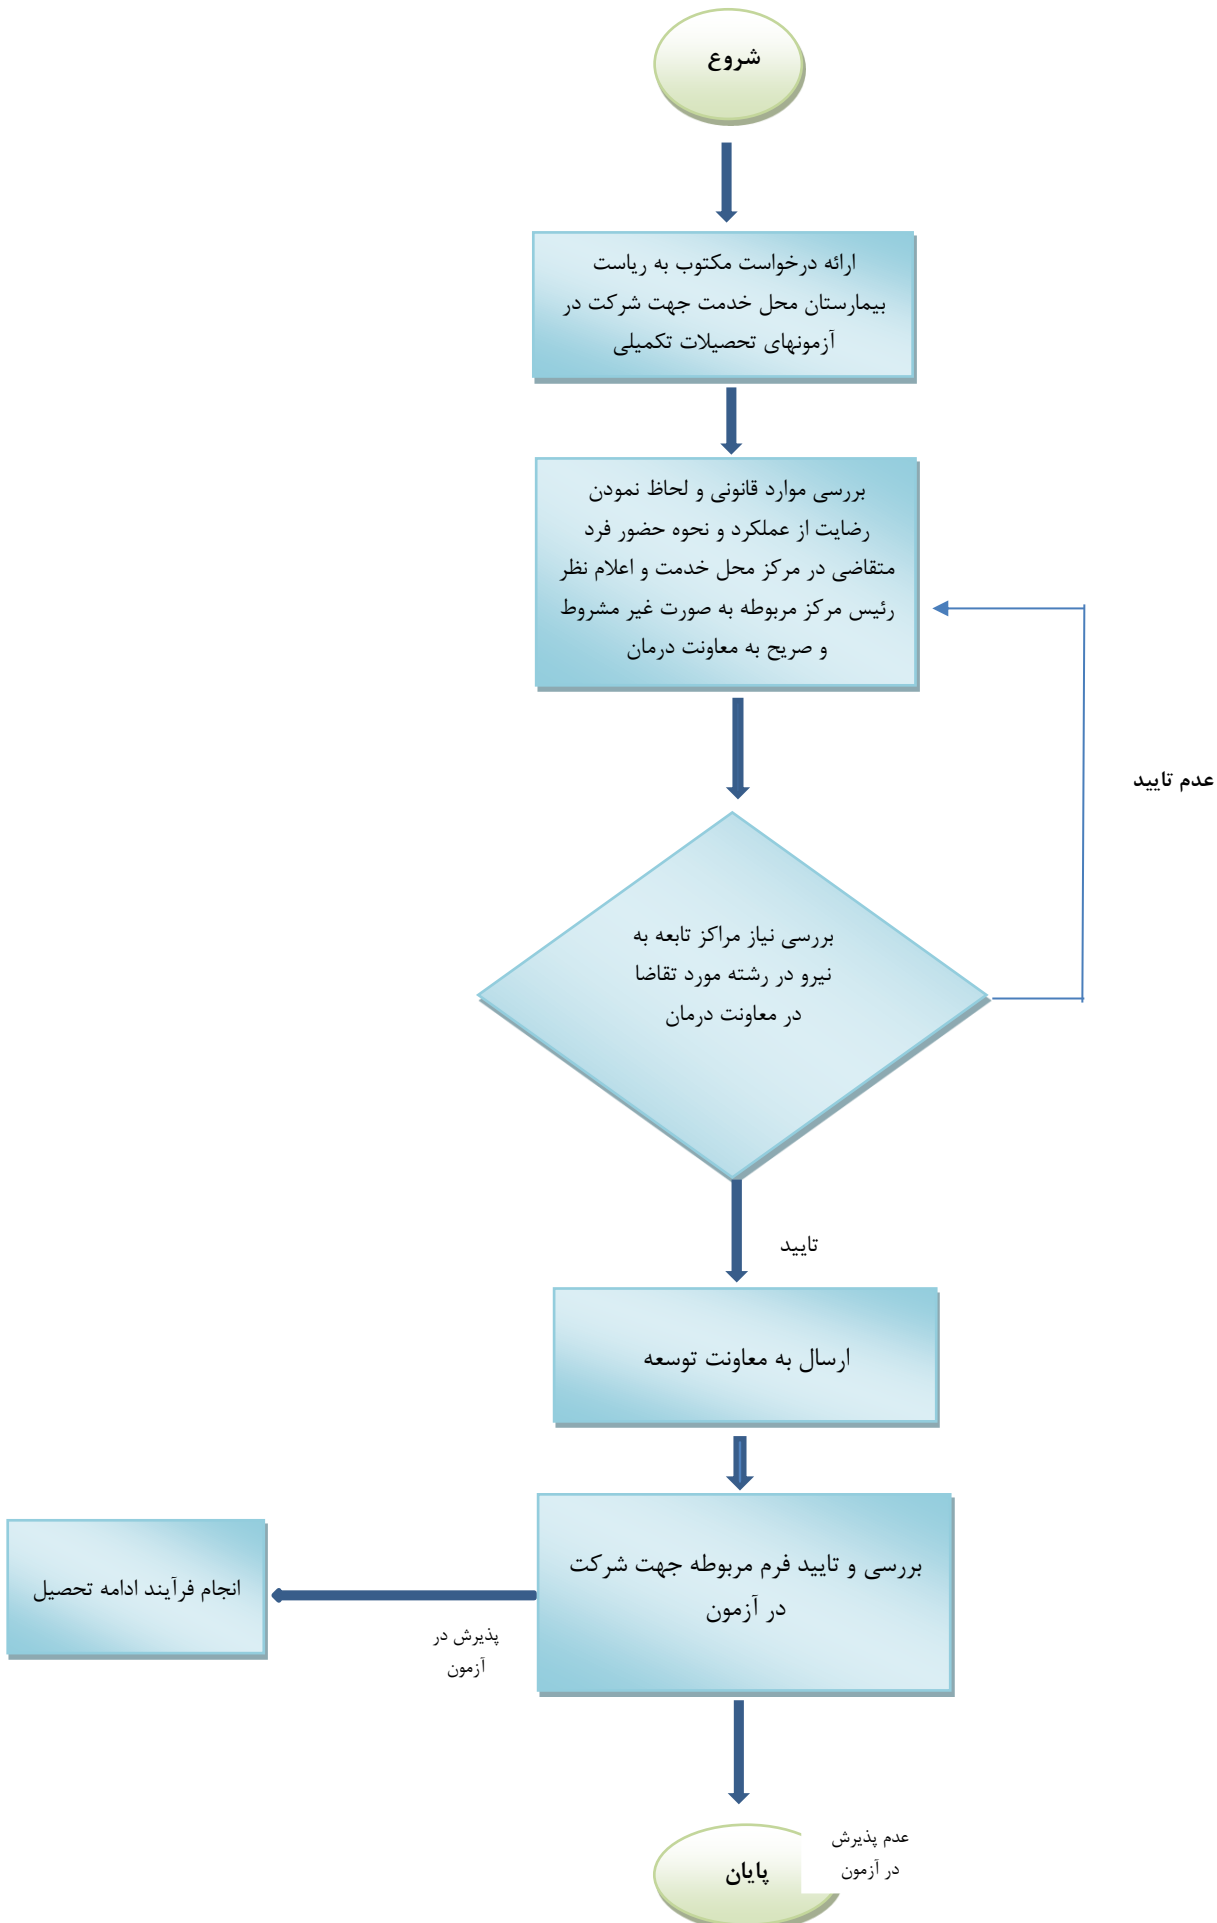 شروع
ارائه درخواست مکتوب به ریاست
بیمارستان محل خدمت جهت شرکت در
آزمونهای تحصیلات تکمیلی
بررسی موارد قانونی و لحاظ نمودن
رضایت از عملکرد و نحوه حضور فرد
متقاضی در مرکز محل خدمت و اعلام نظر
رئیس مرکز مربوطه به صورت غیر مشروط
و صریح به معاونت درمان
عدم تایید
بررسی نیاز مراکز تابعه به
نیرو در رشته مورد تقاضا
در معاونت درمان
تایید
ارسال به معاونت توسعه
بررسی و تایید فرم مربوطه جهت شرکت
در آزمون
پذیرش در
آزمون
انجام فرآیند ادامه تحصیل
عدم پذیرش
در آزمون
پایان